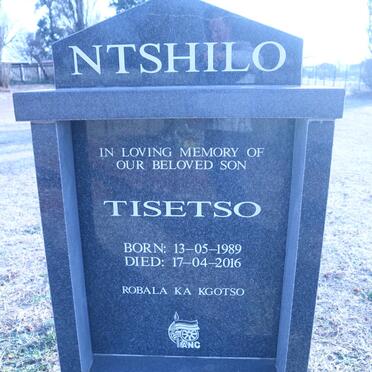 NTSHILO
IN LOVING MEMORY OF
OUR BELOVED SON
TISETSO
BORN: 13-05-1989
DIED: 17-04-2016
ROBALA KA KGOTSO
ANC